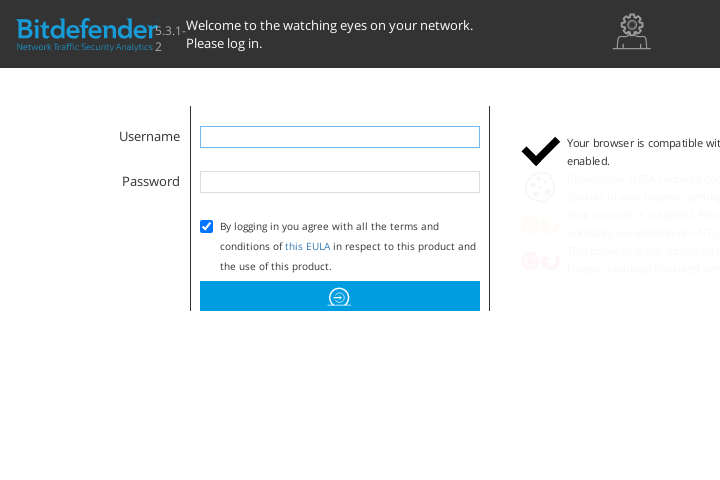 Bitdefender
Network Traffic Security Analytics
5.3.1-
2
Welcome to the watching eyes on your network.
Please log in.
Username
Password
Your browser is compatible wit
enabled.
By logging in you agree with all the terms and
conditions of this EULA in respect to this product and
the use of this product.